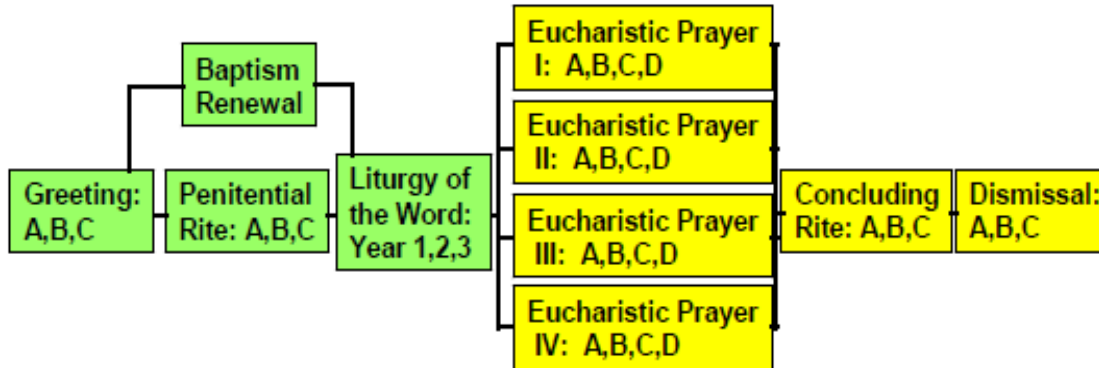 Baptism
Renewal
Greeting:
A,B,C
Penitential
Rite: A,B,C
Liturgy of
the Word:
Year 1,2,3
Eucharistic Prayer
I: A,B,C,D
Eucharistic Prayer
II: A,B,C,D
Eucharistic Prayer
III: A,B,C,D
Eucharistic Prayer
IV: A,B,C,D
Concluding
Rite: A,B,C
Dismissal:
A,B,C